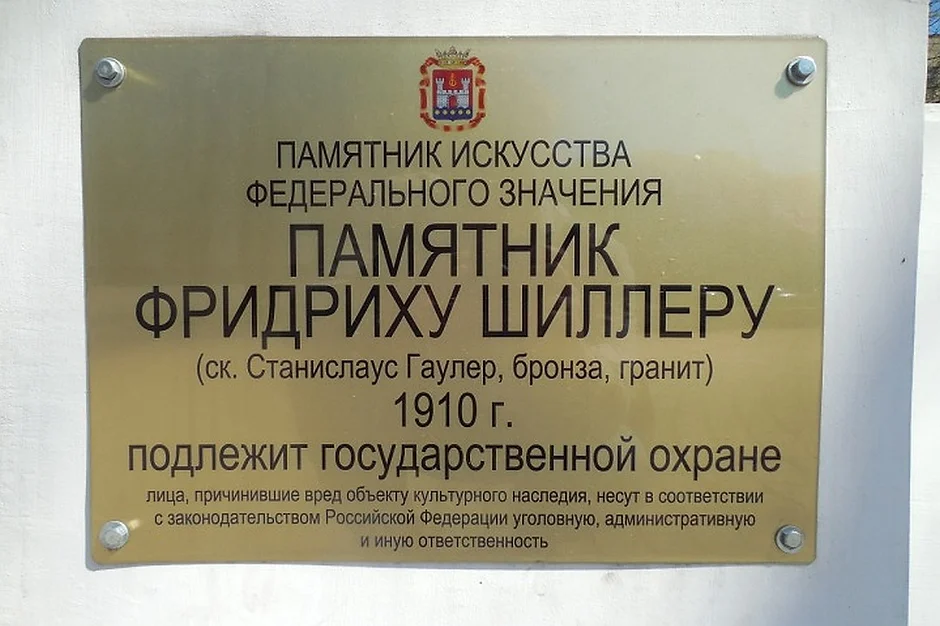 ПАМЯТНИК ИСКУССТВА
ФЕДЕРАЛЬНОГО ЗНАЧЕНИЯ
ПАМЯТНИК
ФРИДРИХУ ШИЛЛЕРУ
(ск. Станислаус Гаулер, бронза, гранит)
1910 г.
подлежит государственной охране
лица, причинившие вред объекту культурного наследия, несут в соответствии
с законодательством Российской Федерации уголовную, административную
и иную ответственность